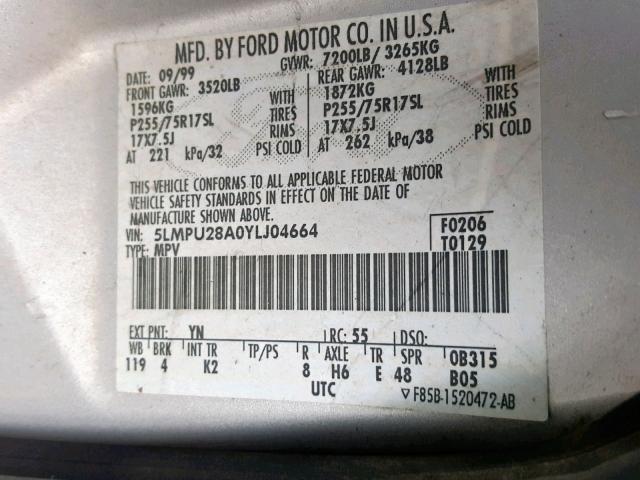 MFD. BY FORD MOTOR CO. IN U.S.A.
DATE: 09/99 GVWR: 7200LB/ 3265KG
FRONT GAWR: 3520LB REAR GAWR: 4128LB
1596KG WITH 1872KG WITH
P255/75R17SL TIRES P255/75R17SL TIRES
17X7.5J RIMS 17X7.5J RIMS
AT 221 kPa/32 PSI COLD AT 262 kPa/38 PSI COLD
THIS VEHICLE CONFORMS TO ALL APPLICABLE FEDERAL MOTOR
VEHICLE SAFETY STANDARDS IN EFFECT ON THE DATE OF
MANUFACTURE SHOWN ABOVE.
VIN: 5LMPU28A0YLJ04664 F0206
TYPE: MPV T0129
EXT PNT: YN RC: 55 DSO:
WB BRK INT TR TP/PS R AXLE TR SPR 0B315
119 4 K2 8 H6 E 48 B05
UTC ▽F85B-1520472-AB